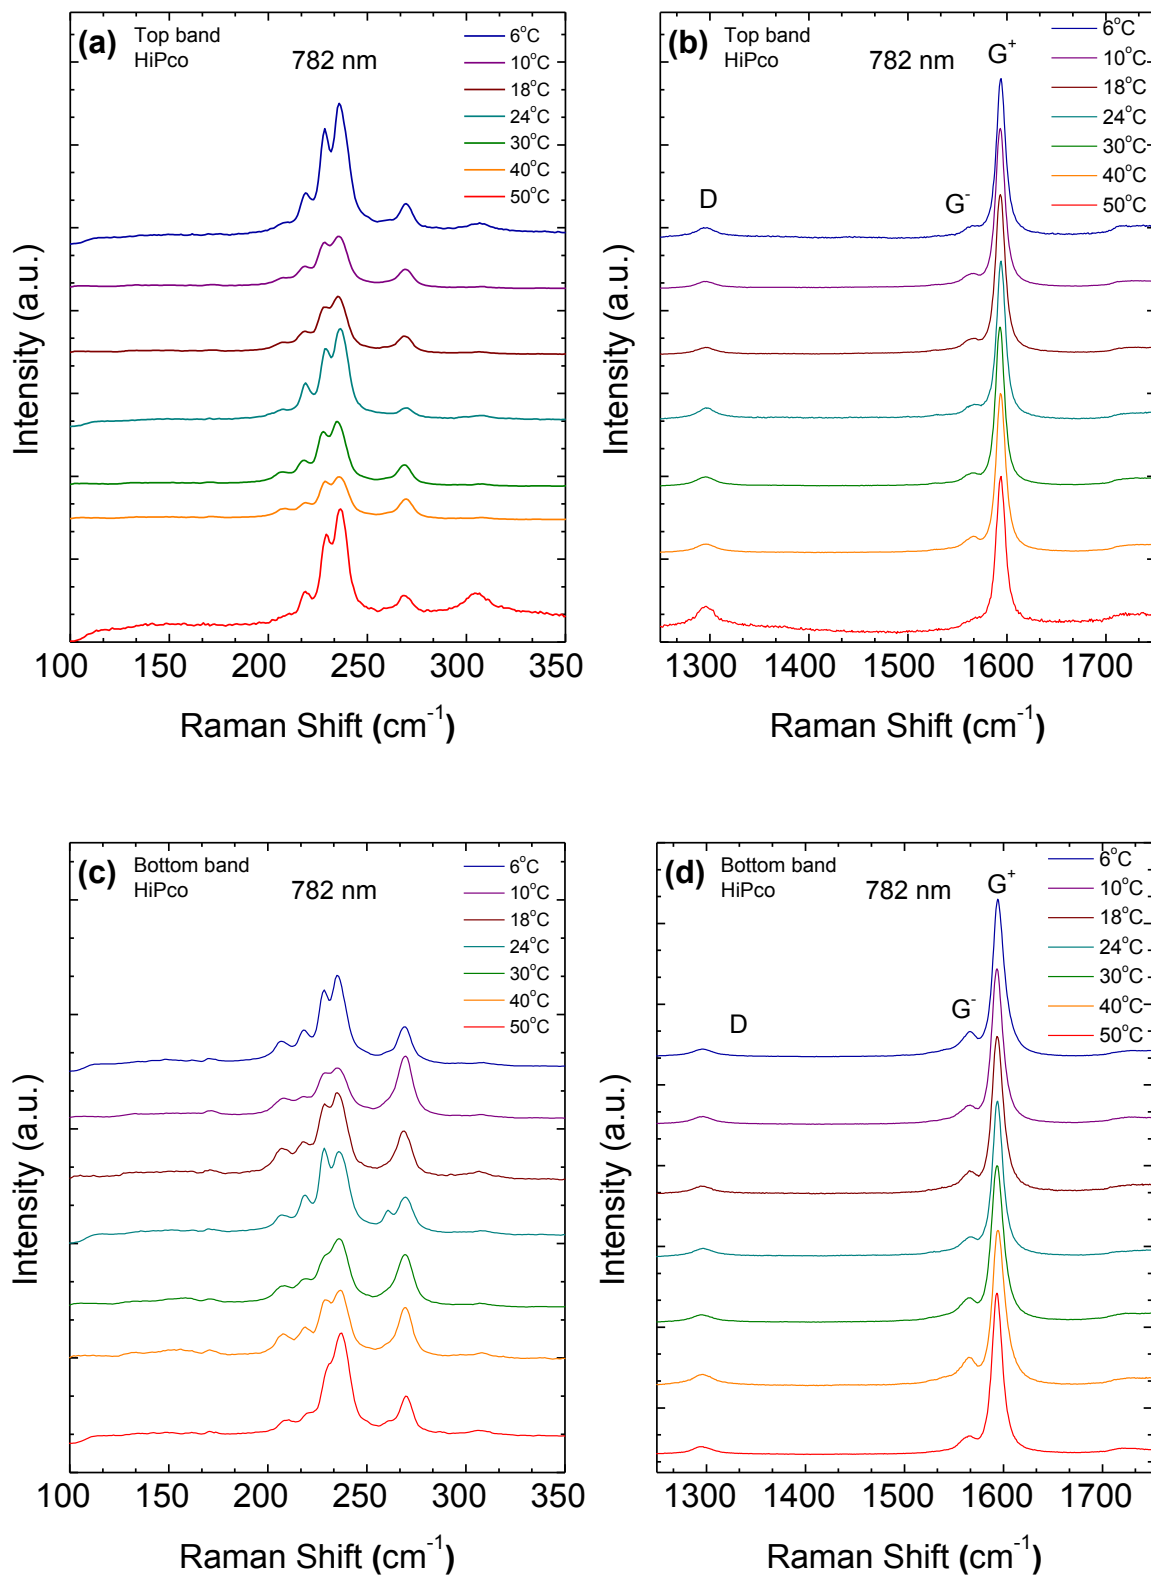 (a) Top band
HiPco
782 nm
6°C
10°C
18°C
24°C
30°C
40°C
50°C
Intensity (a.u.)
100 150 200 250 300 350
Raman Shift (cm⁻¹)
(b) Top band
HiPco
782 nm
G⁺
6°C
10°C
18°C
24°C
30°C
40°C
50°C
D
G⁻
Intensity (a.u.)
1300 1400 1500 1600 1700
Raman Shift (cm⁻¹)
(c) Bottom band
HiPco
782 nm
6°C
10°C
18°C
24°C
30°C
40°C
50°C
Intensity (a.u.)
100 150 200 250 300 350
Raman Shift (cm⁻¹)
(d) Bottom band
HiPco
782 nm
G⁺
6°C
10°C
18°C
24°C
30°C
40°C
50°C
D
G⁻
Intensity (a.u.)
1300 1400 1500 1600 1700
Raman Shift (cm⁻¹)